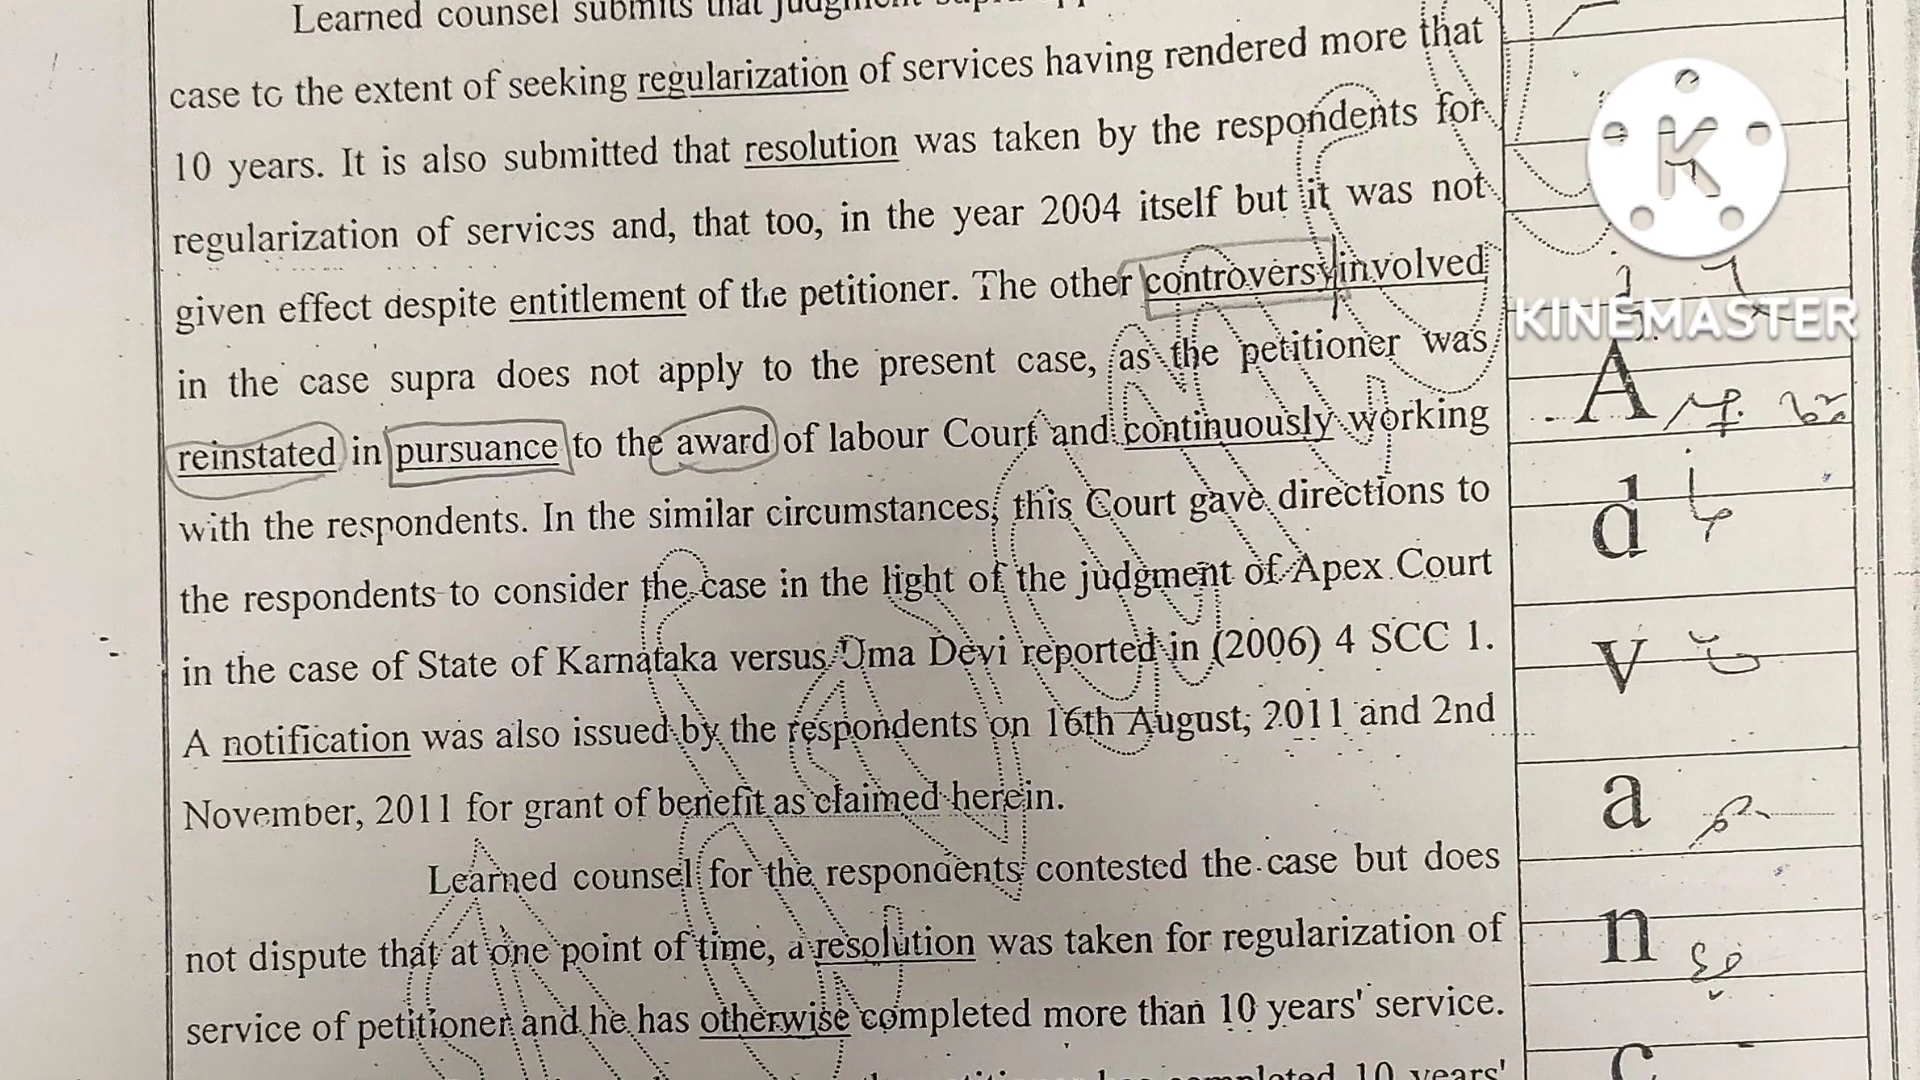 Learned counsel submits that judgment supra
case to the extent of seeking regularization of services having rendered more that
10 years. It is also submitted that resolution was taken by the respondents for
regularization of services and, that too, in the year 2004 itself but it was not
given effect despite entitlement of the petitioner. The other controversy involved
in the case supra does not apply to the present case, as the petitioner was
reinstated in pursuance to the award of labour Court and continuously working
with the respondents. In the similar circumstances, this Court gave directions to
the respondents to consider the case in the light of the judgment of Apex Court
in the case of State of Karnataka versus Uma Devi reported in (2006) 4 SCC 1.
A notification was also issued by the respondents on 16th August, 2011 and 2nd
November, 2011 for grant of benefit as claimed herein.
Learned counsel for the respondents contested the case but does
not dispute that at one point of time, a resolution was taken for regularization of
service of petitioner and he has otherwise completed more than 10 years' service.
completed 10 years'
K
KINEMASTER
A
d
v
a
n
c